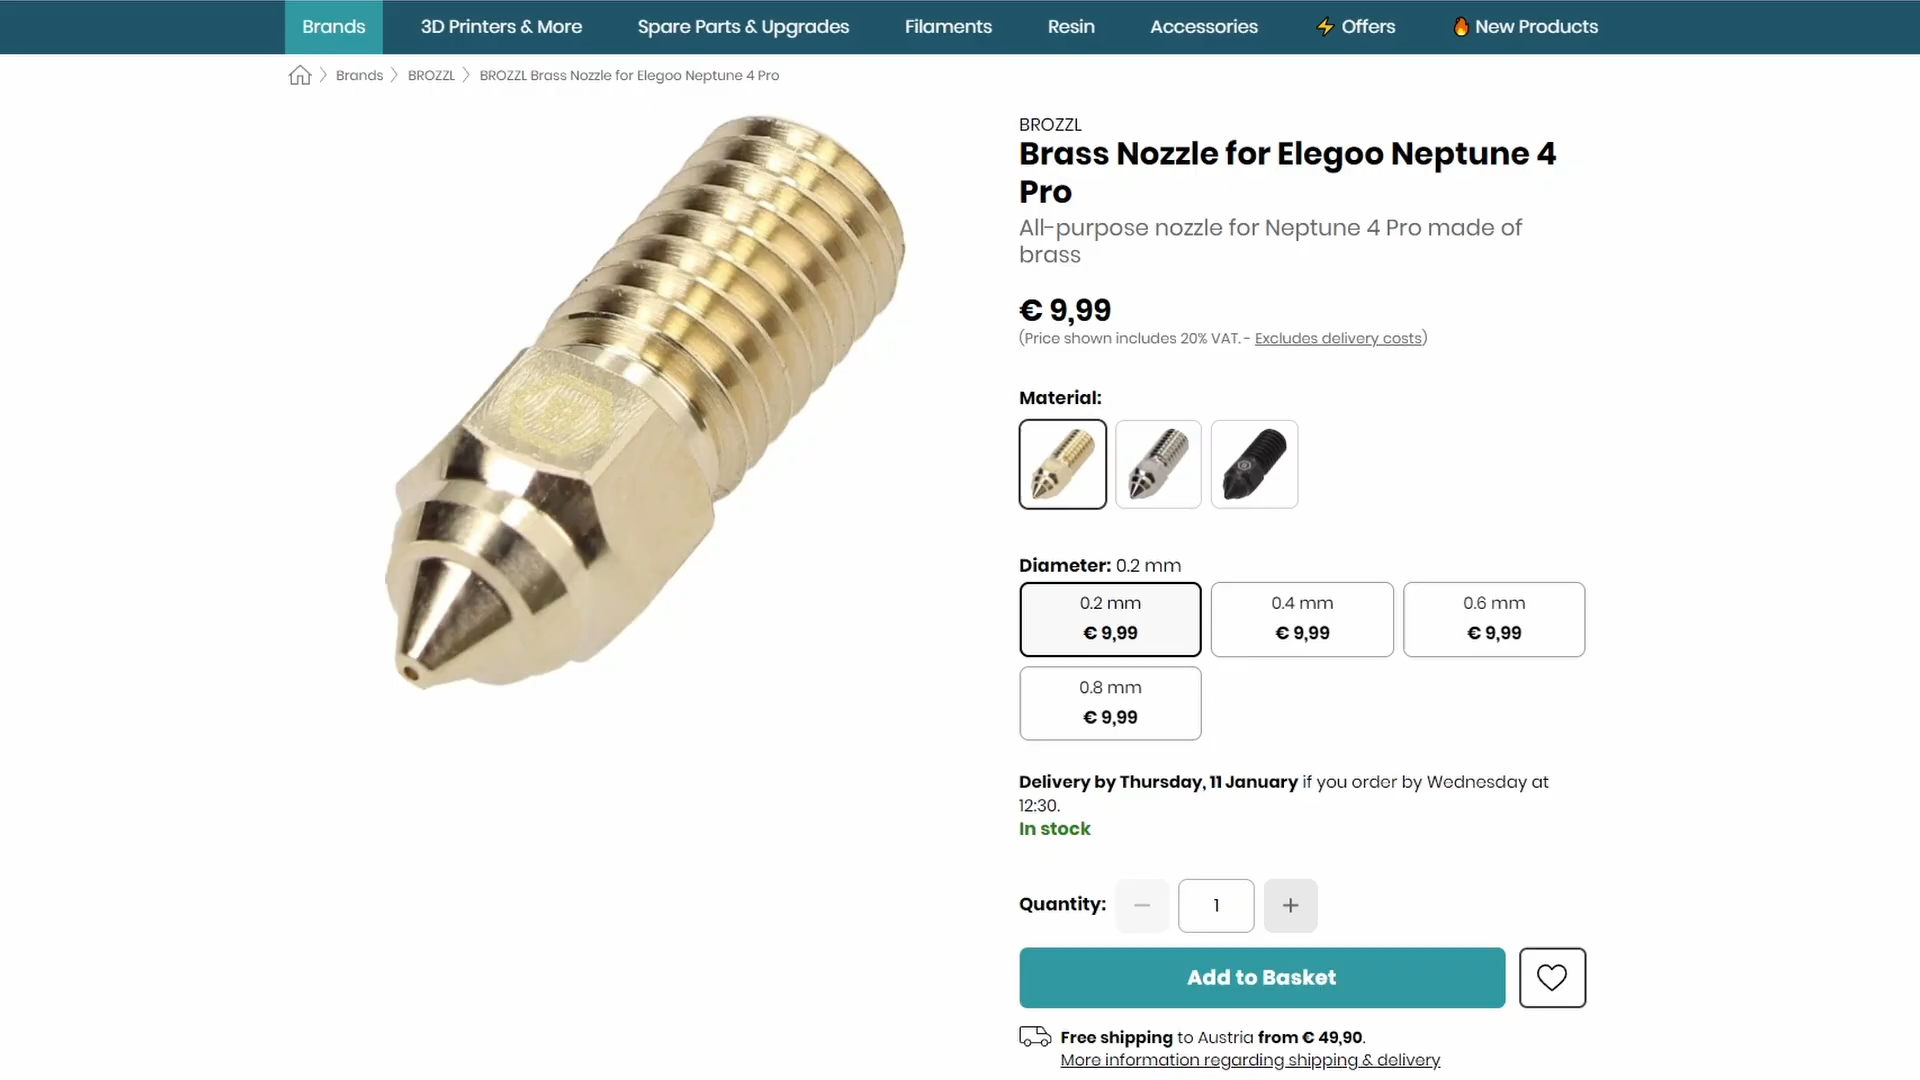 Brands
3D Printers & More
Spare Parts & Upgrades
Filaments
Resin
Accessories
Offers
New Products
Brands
BROZZL
BROZZL Brass Nozzle for Elegoo Neptune 4 Pro
BROZZL
Brass Nozzle for Elegoo Neptune 4
Pro
All-purpose nozzle for Neptune 4 Pro made of
brass
€ 9,99
(Price shown includes 20% VAT. - Excludes delivery costs)
Material:
Diameter: 0.2 mm
0.2 mm
€ 9,99
0.4 mm
€ 9,99
0.6 mm
€ 9,99
0.8 mm
€ 9,99
Delivery by Thursday, 11 January if you order by Wednesday at
12:30.
In stock
Quantity:
1
Add to Basket
Free shipping to Austria from € 49,90.
More information regarding shipping & delivery